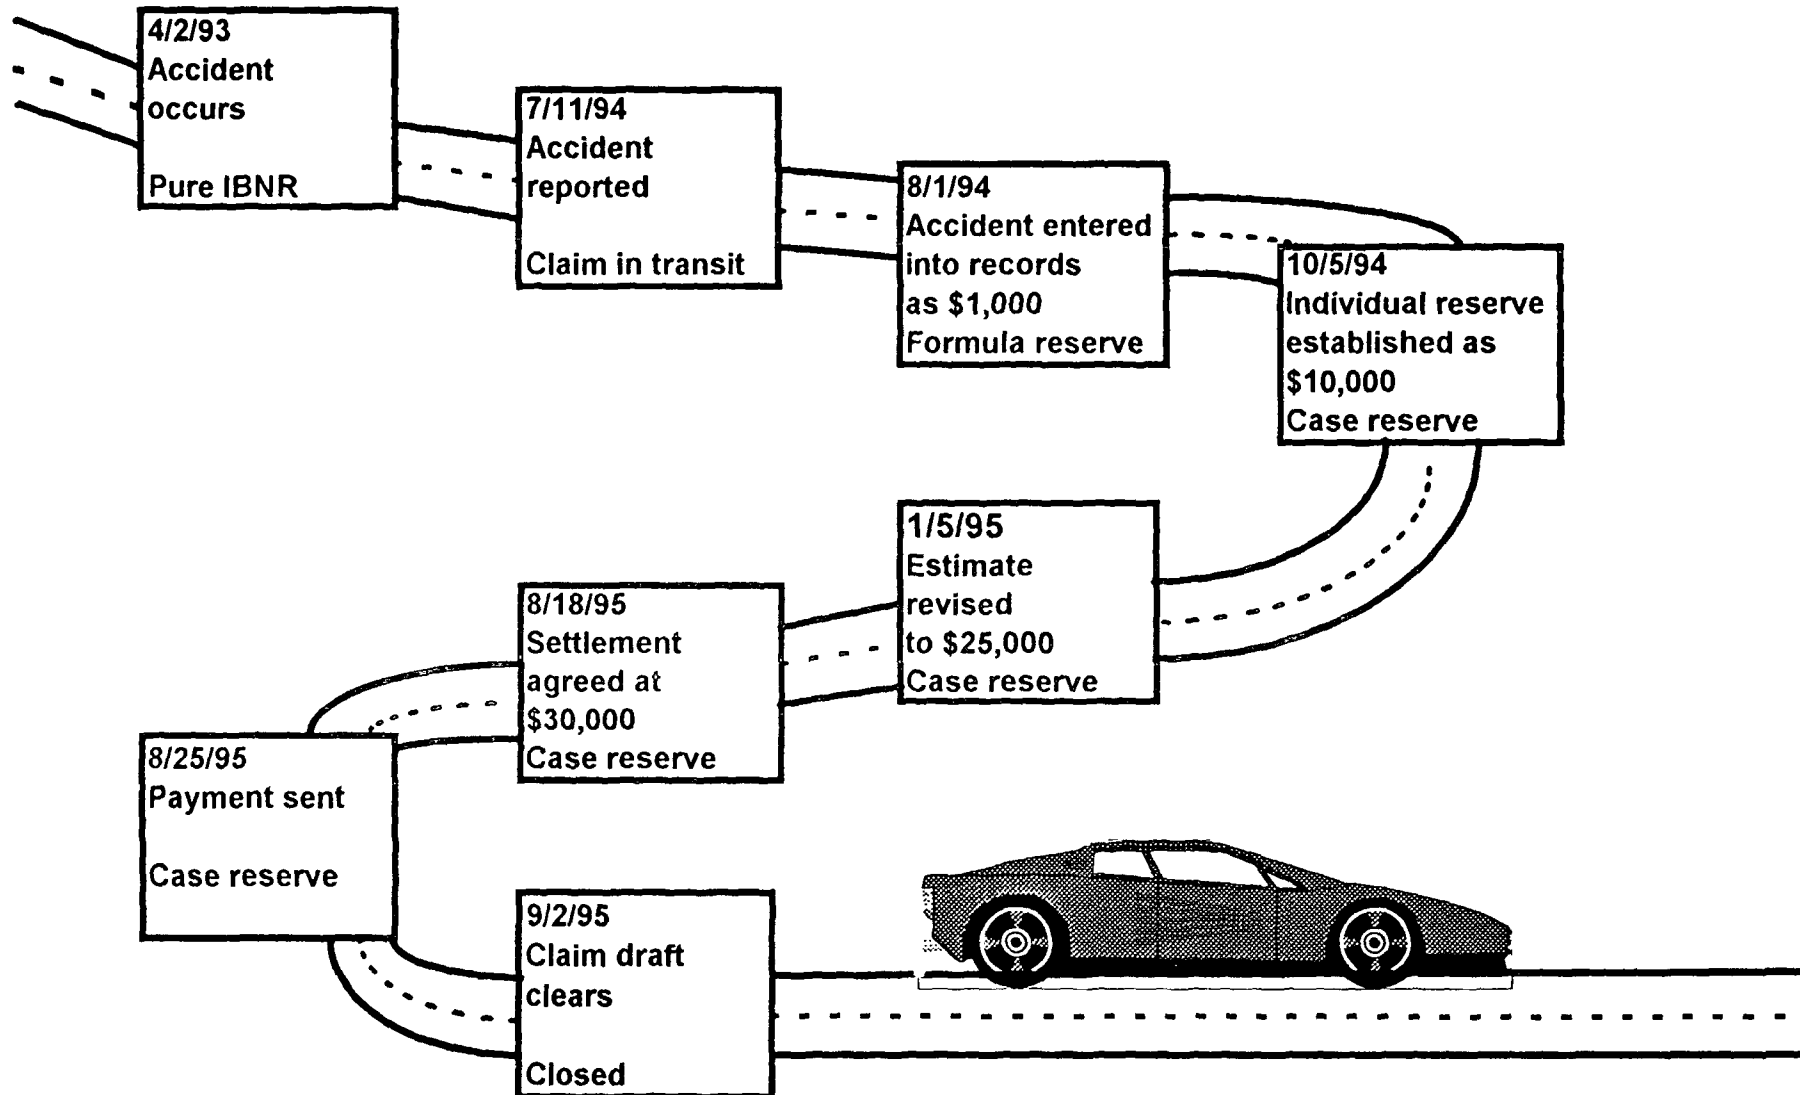 4/2/93
Accident
occurs
Pure IBNR
7/11/94
Accident
reported
Claim in transit
8/1/94
Accident entered
into records
as $1,000
Formula reserve
10/5/94
Individual reserve
established as
$10,000
Case reserve
1/5/95
Estimate
revised
to $25,000
Case reserve
8/18/95
Settlement
agreed at
$30,000
Case reserve
8/25/95
Payment sent
Case reserve
9/2/95
Claim draft
clears
Closed